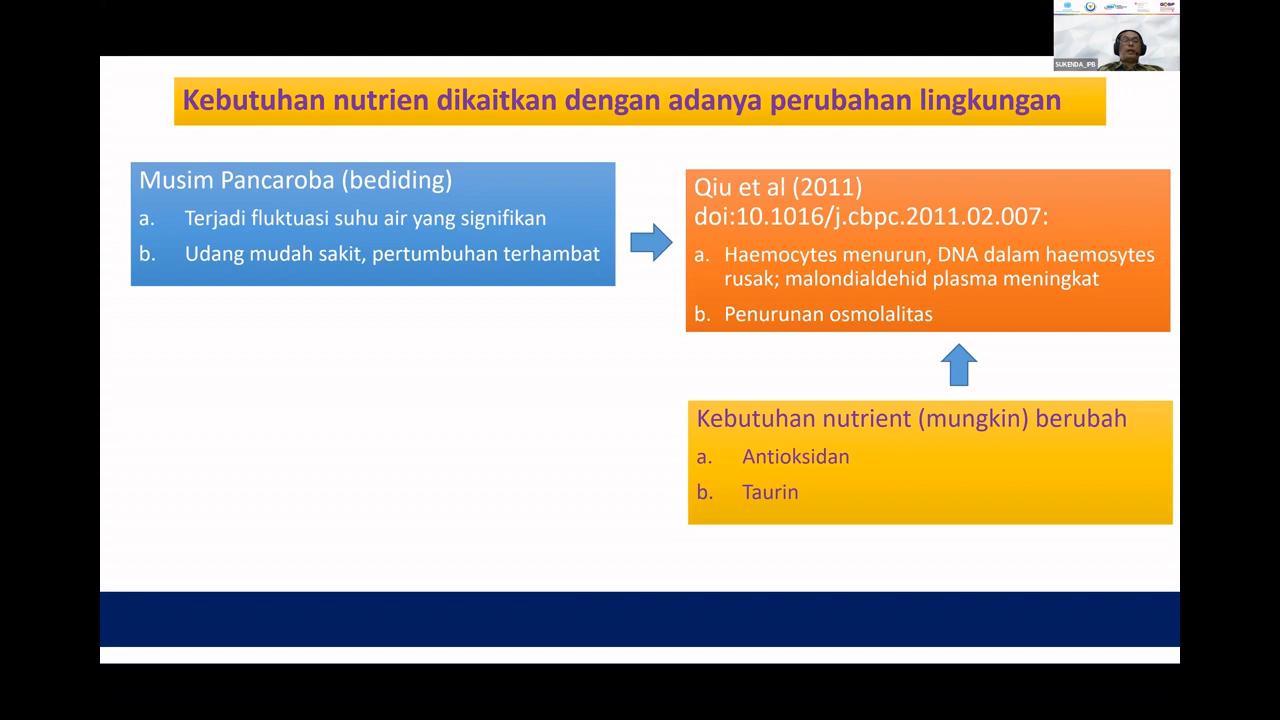 SUKENDA_IPB
Kebutuhan nutrien dikaitkan dengan adanya perubahan lingkungan
Musim Pancaroba (bediding)
a. Terjadi fluktuasi suhu air yang signifikan
b. Udang mudah sakit, pertumbuhan terhambat
Qiu et al (2011)
doi:10.1016/j.cbpc.2011.02.007:
a. Haemocytes menurun, DNA dalam haemosytes
rusak; malondialdehid plasma meningkat
b. Penurunan osmolalitas
Kebutuhan nutrient (mungkin) berubah
a. Antioksidan
b. Taurin